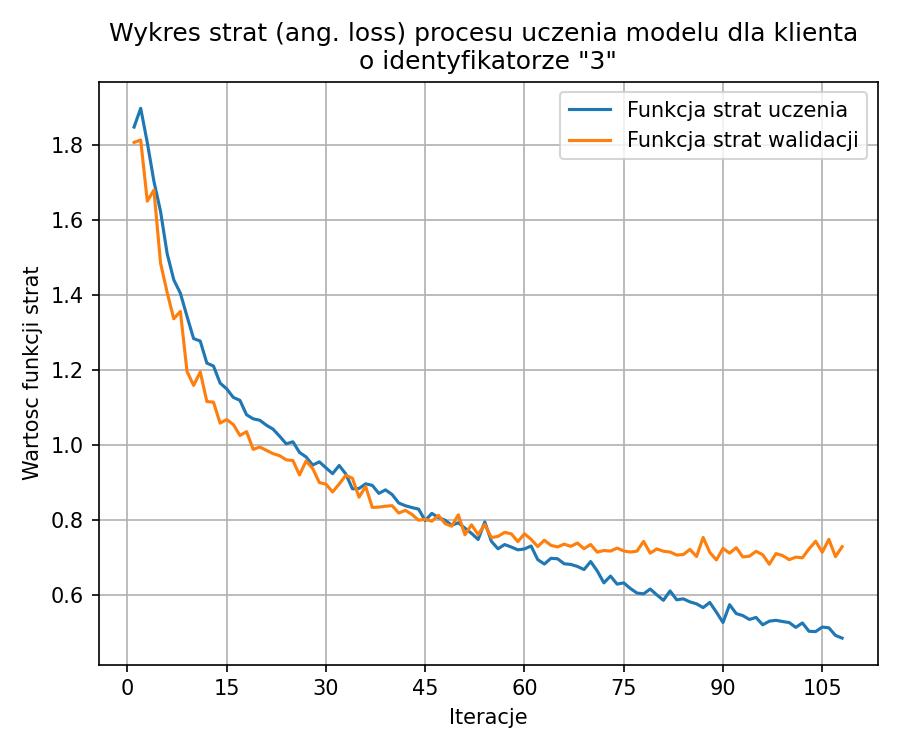 Wykres strat (ang. loss) procesu uczenia modelu dla klienta
o identyfikatorze "3"
Funkcja strat uczenia
Funkcja strat walidacji
Wartosc funkcji strat
1.8
1.6
1.4
1.2
1.0
0.8
0.6
0 15 30 45 60 75 90 105
Iteracje